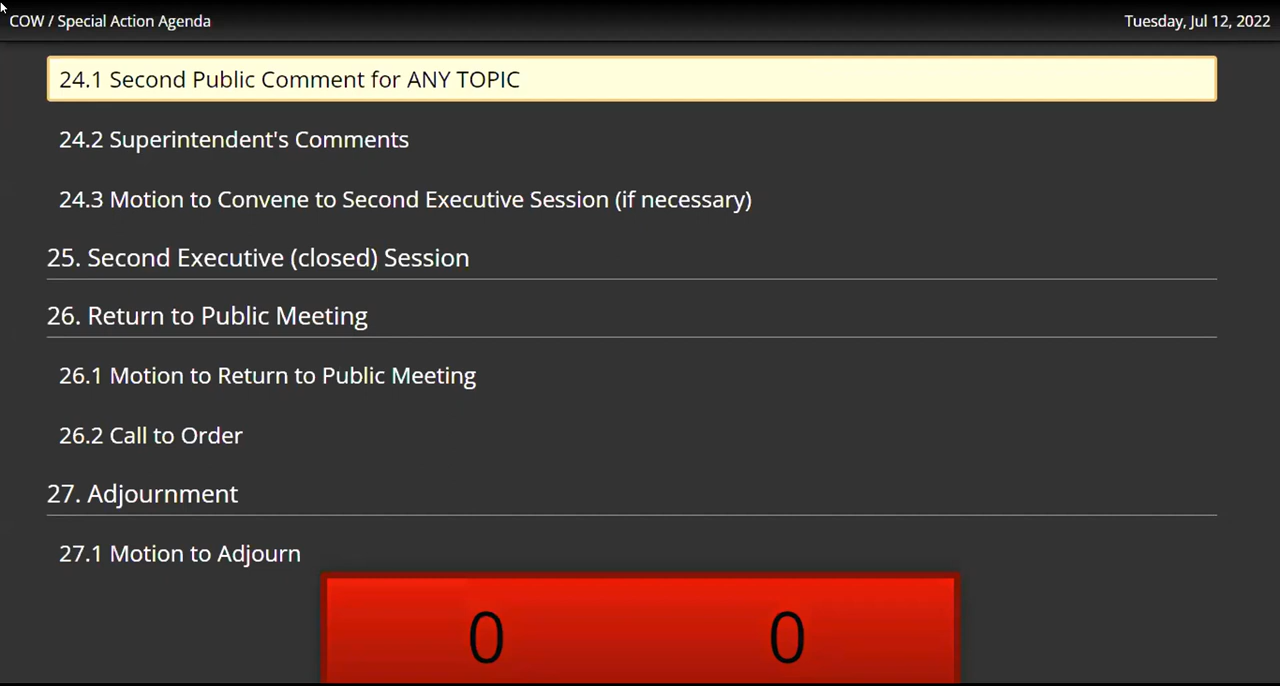 COW / Special Action Agenda
Tuesday, Jul 12, 2022
24.1 Second Public Comment for ANY TOPIC
24.2 Superintendent's Comments
24.3 Motion to Convene to Second Executive Session (if necessary)
25. Second Executive (closed) Session
26. Return to Public Meeting
26.1 Motion to Return to Public Meeting
26.2 Call to Order
27. Adjournment
27.1 Motion to Adjourn
0 0